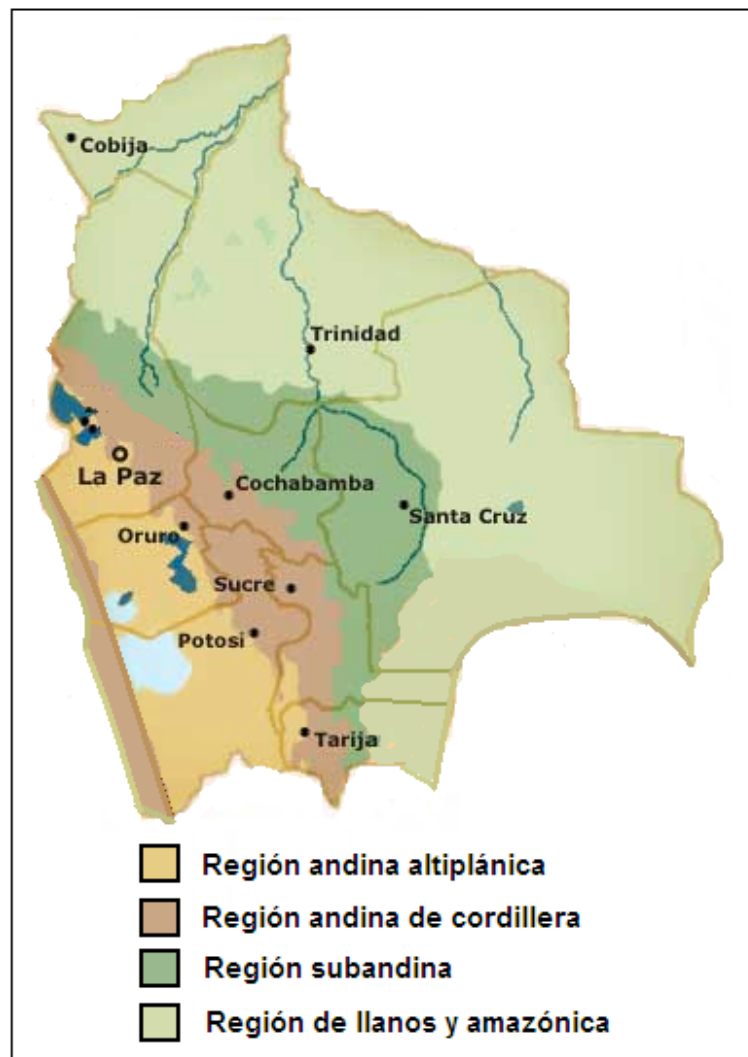 Cobija
Trinidad
La Paz
Cochabamba
Santa Cruz
Oruro
Sucre
Potosi
Tarija
Región andina altiplánica
Región andina de cordillera
Región subandina
Región de llanos y amazónica